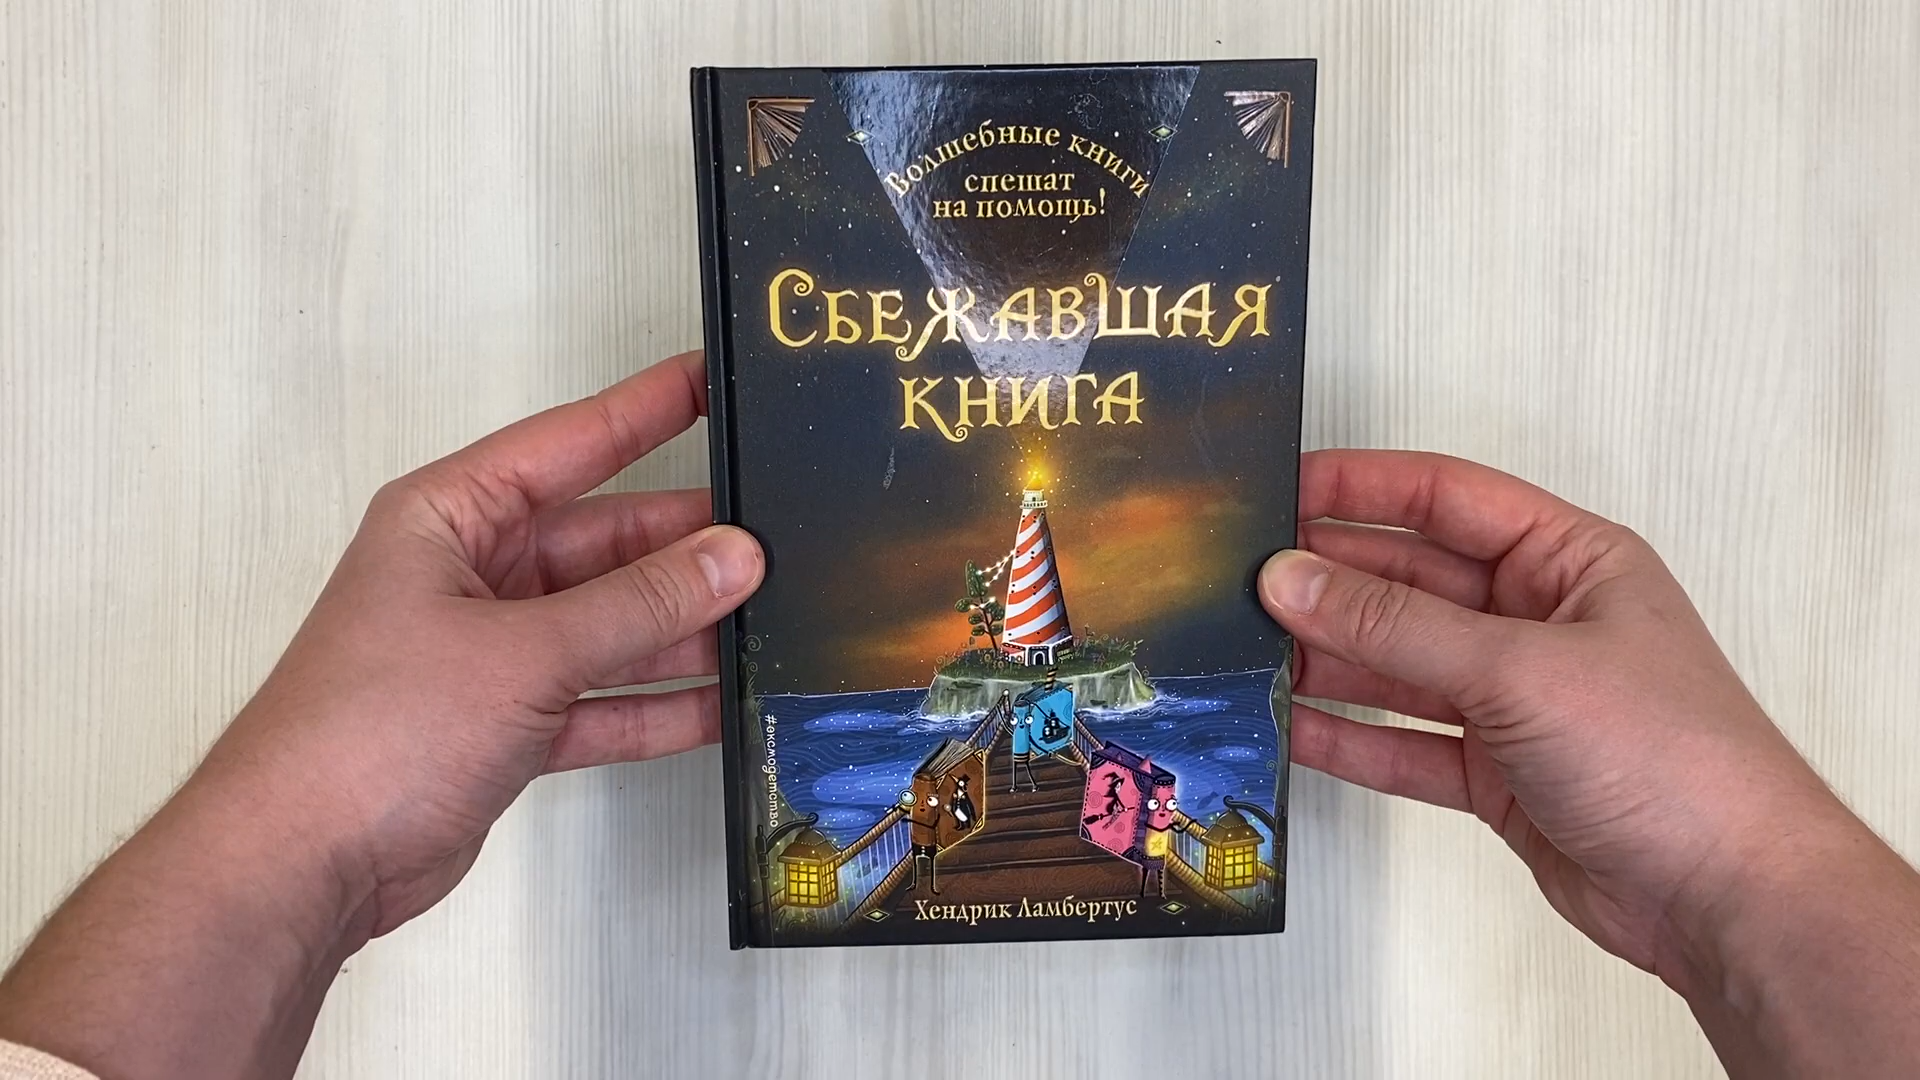 Волшебные книги
спешат
на помощь!
Сбежавшая
книга
#эксмодетство
Хендрик Ламбертус